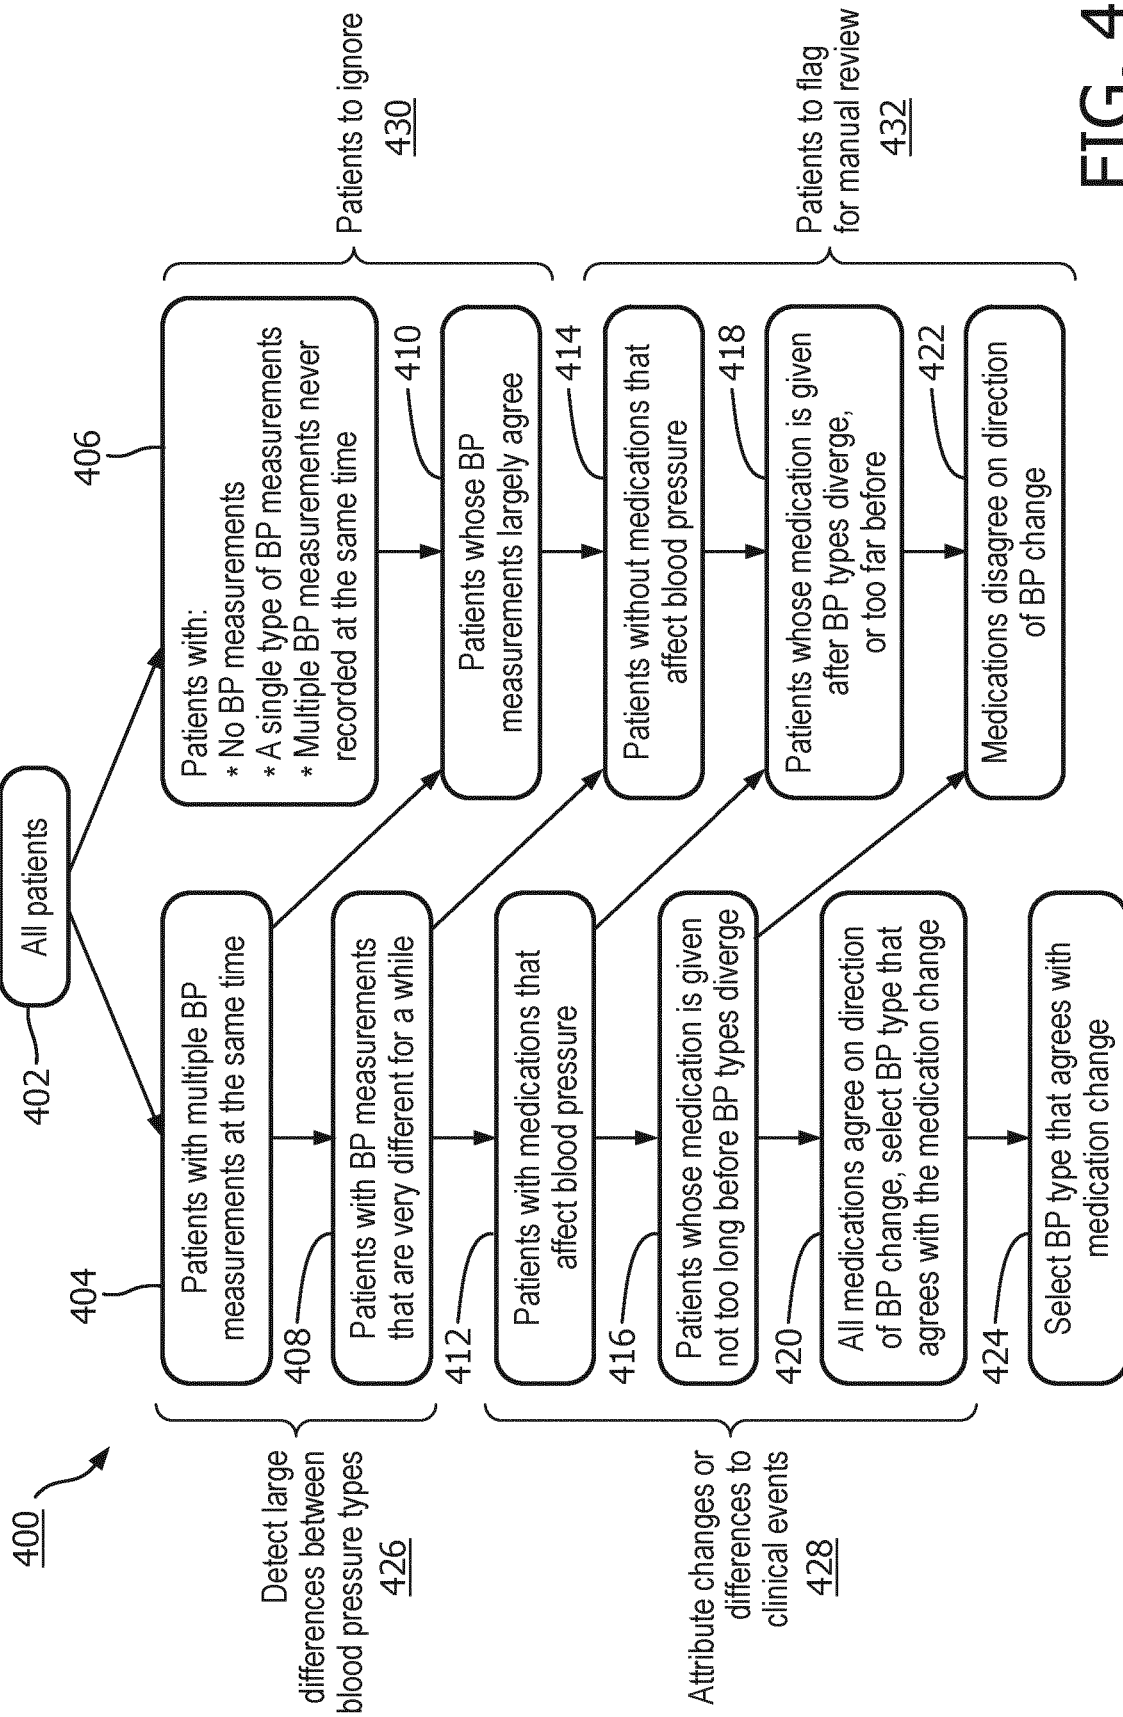 400
402
All patients
404
Patients with multiple BP
measurements at the same time
406
Patients with:
* No BP measurements
* A single type of BP measurements
* Multiple BP measurements never
recorded at the same time
408
Patients with BP measurements
that are very different for a while
410
Patients whose BP
measurements largely agree
412
Patients with medications that
affect blood pressure
414
Patients without medications that
affect blood pressure
416
Patients whose medication is given
not too long before BP types diverge
418
Patients whose medication is given
after BP types diverge,
or too far before
420
All medications agree on direction
of BP change, select BP type that
agrees with the medication change
422
Medications disagree on direction
of BP change
424
Select BP type that agrees with
medication change
Detect large
differences between
blood pressure types
426
Attribute changes or
differences to
clinical events
428
Patients to ignore
430
Patients to flag
for manual review
432
FIG. 4